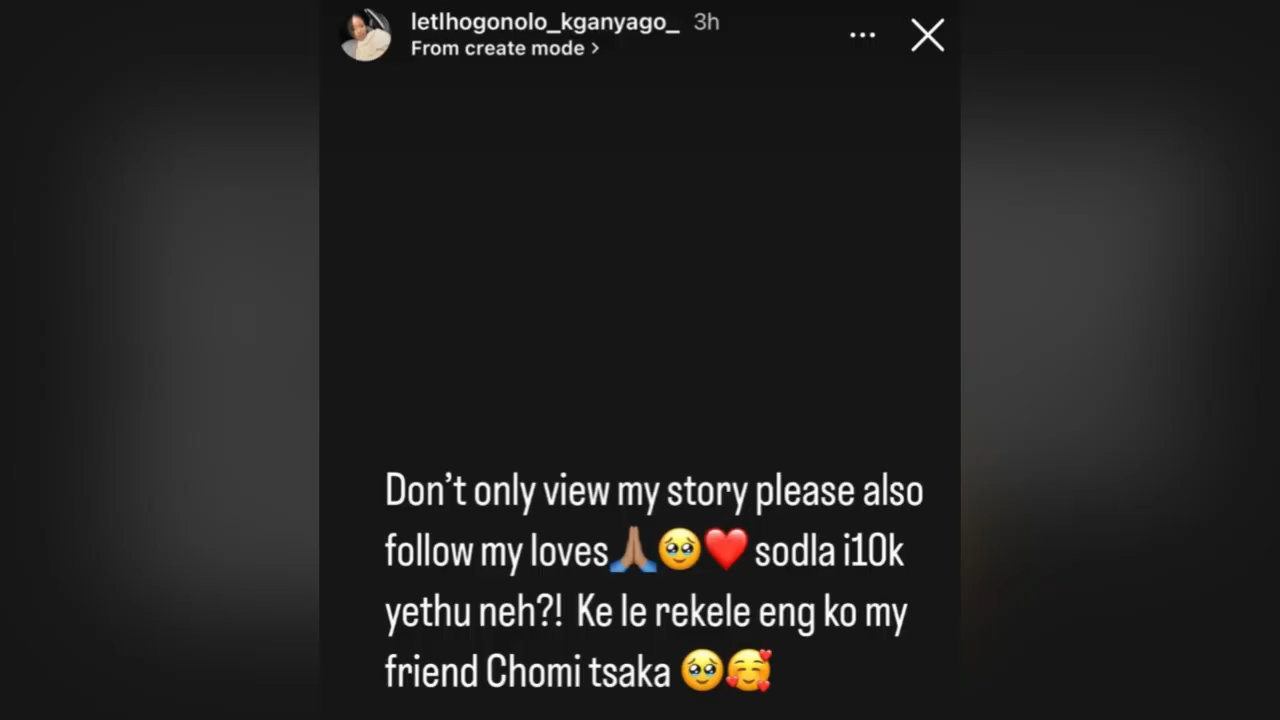 letlhogonolo_kganyago_ 3h
From create mode >
Don't only view my story please also
follow my loves🙏🏽🥹❤️ sodla i10k
yethu neh?! Ke le rekele eng ko my
friend Chomi tsaka 🥹🥰